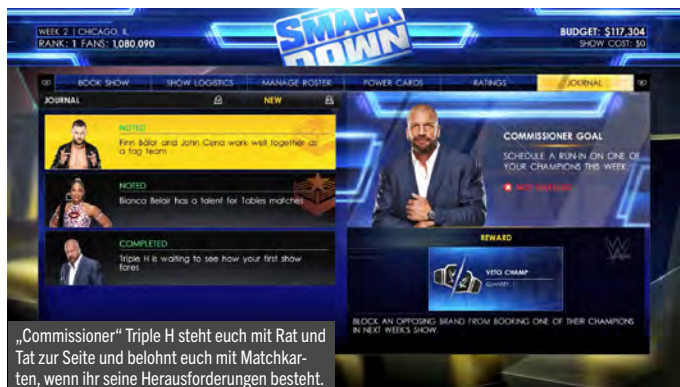 WEEK 2 | CHICAGO, IL
RANK: 1 FANS: 1,080,090
SMACK
DOWN
BUDGET: $117,304
SHOW COST: $0
BOOK SHOW
SHOW LOGISTICS
MANAGE ROSTER
POWER CARDS
RATINGS
JOURNAL
JOURNAL
NEW
NOTED
Finn Bálor and John Cena work well together as
a tag team
NOTED
Bianca Belair has a talent for Tables matches
COMPLETED
Triple H is waiting to see how your first show
fares
COMMISSIONER GOAL
SCHEDULE A RUN-IN ON ONE OF
YOUR CHAMPIONS THIS WEEK.
REWARD
VETO CHAMP
QUANTITY: 1
BLOCK AN OPPOSING BRAND FROM BOOKING ONE OF THEIR CHAMPIONS
IN NEXT WEEK'S SHOW.
„Commissioner“ Triple H steht euch mit Rat und
Tat zur Seite und belohnt euch mit Matchkar-
ten, wenn ihr seine Herausforderungen besteht.